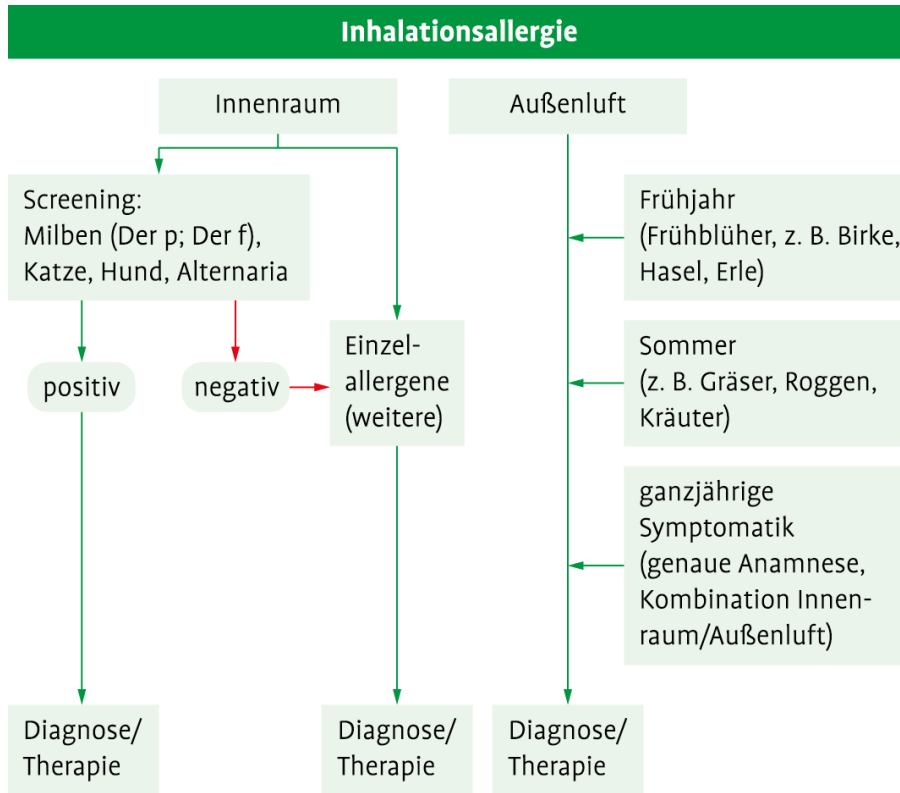 Inhalationsallergie
Innenraum
Außenluft
Screening:
Milben (Der p; Der f),
Katze, Hund, Alternaria
positiv
negativ
Einzel-
allergene
(weitere)
Frühjahr
(Frühblüher, z. B. Birke,
Hasel, Erle)
Sommer
(z. B. Gräser, Roggen,
Kräuter)
ganzjährige
Symptomatik
(genaue Anamnese,
Kombination Innen-
raum/Außenluft)
Diagnose/
Therapie
Diagnose/
Therapie
Diagnose/
Therapie